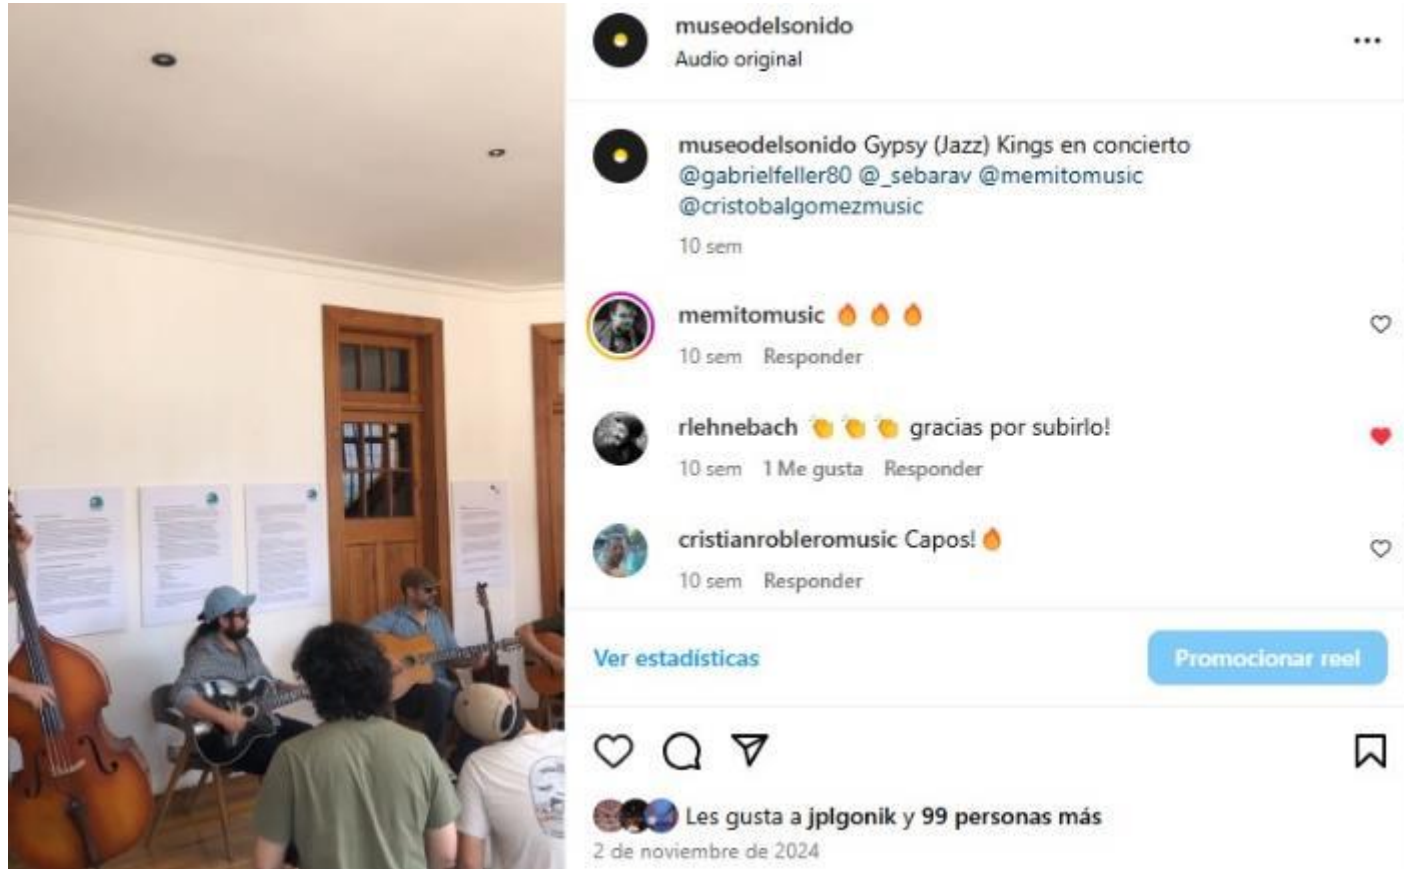 museodelsonido
Audio original
museodelsonido Gypsy (Jazz) Kings en concierto
@gabrielfeller80 @_sebarav @memitomusic
@cristobalgomezmusic
10 sem
memitomusic 🔥 🔥 🔥
10 sem Responder
rlehnebach 👏 👏 👏 gracias por subirlo!
10 sem 1 Me gusta Responder
cristianrobleromusic Capos! 🔥
10 sem Responder
Ver estadísticas
Promocionar reel
Les gusta a jplgonik y 99 personas más
2 de noviembre de 2024